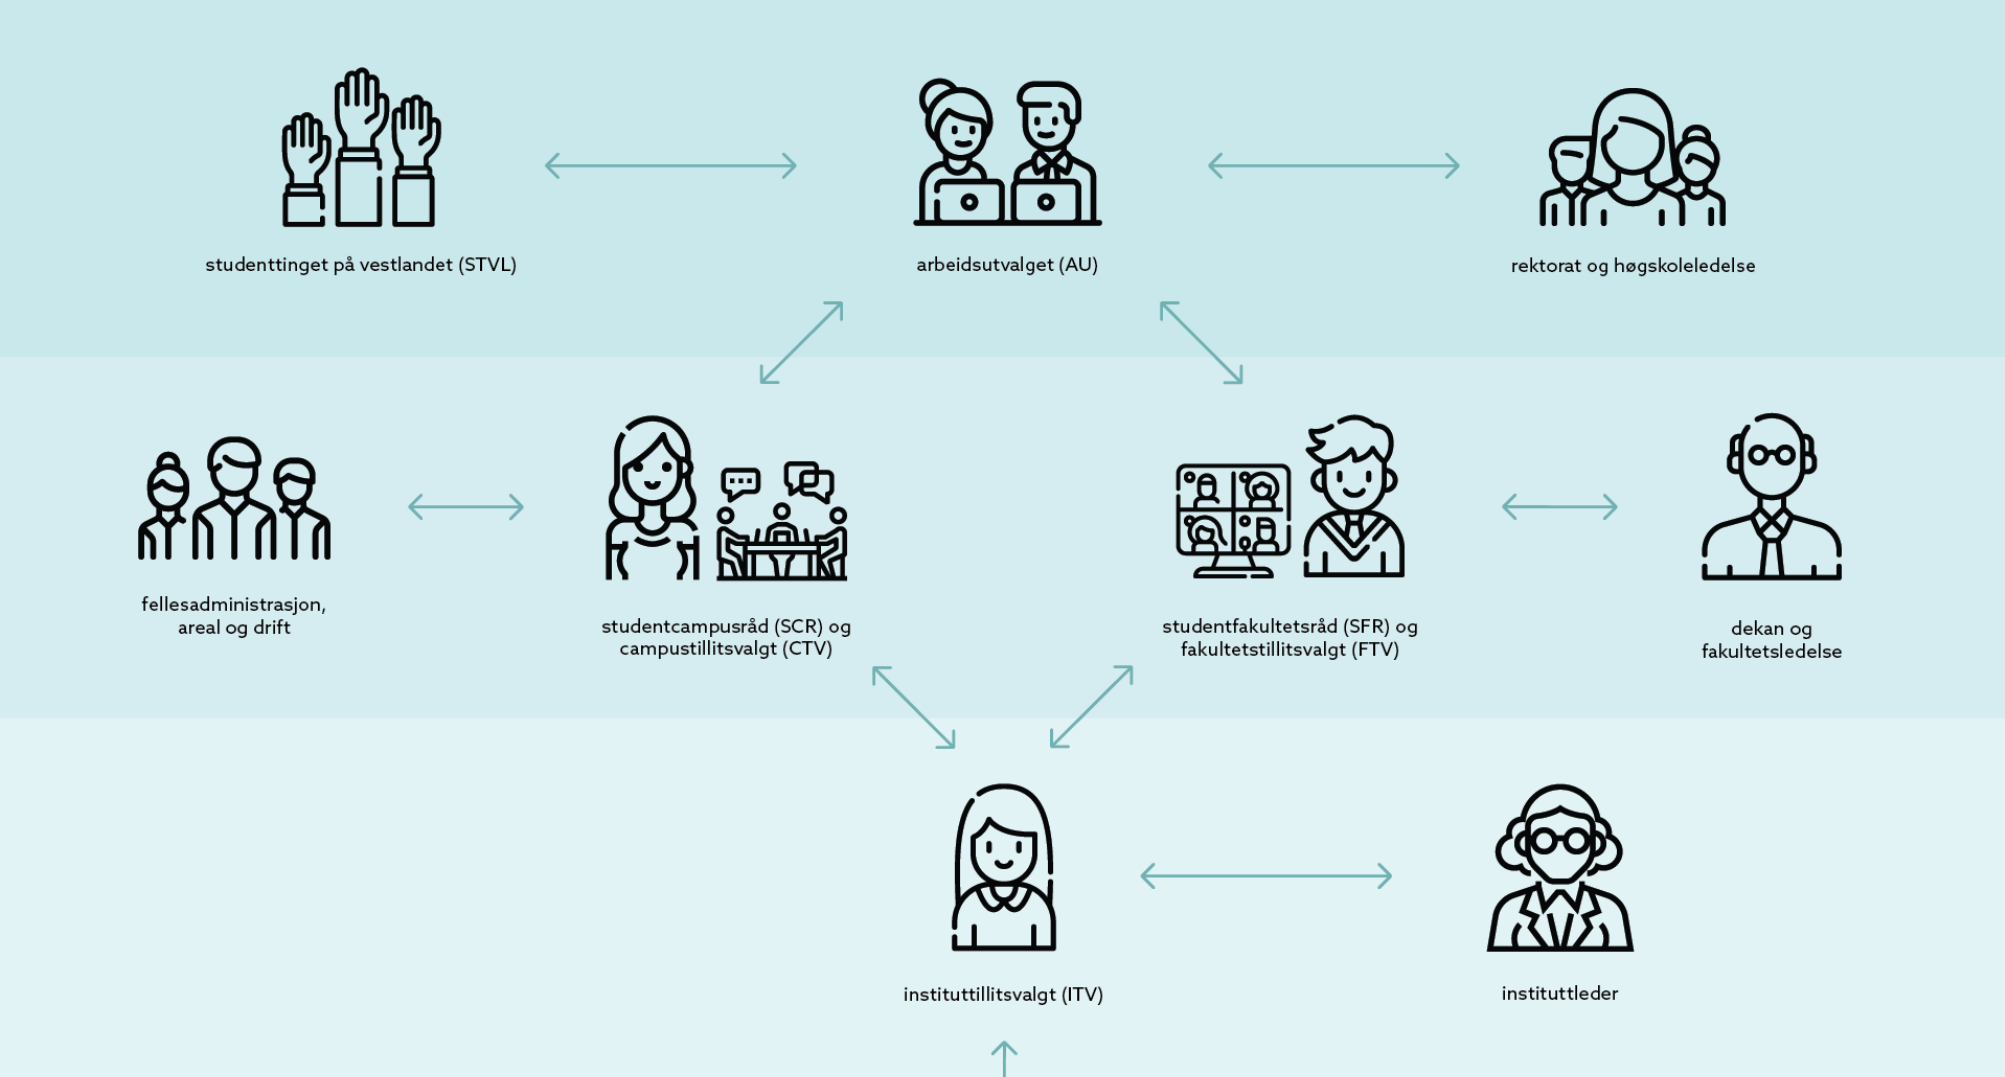 studenttinget på vestlandet (STVL)
arbeidsutvalget (AU)
rektorat og høgskoleledelse
fellesadministrasjon,
areal og drift
studentcampusråd (SCR) og
campustillitsvalgt (CTV)
studentfakultetsråd (SFR) og
fakultetstillitsvalgt (FTV)
dekan og
fakultetsledelse
instituttillitsvalgt (ITV)
instituttleder